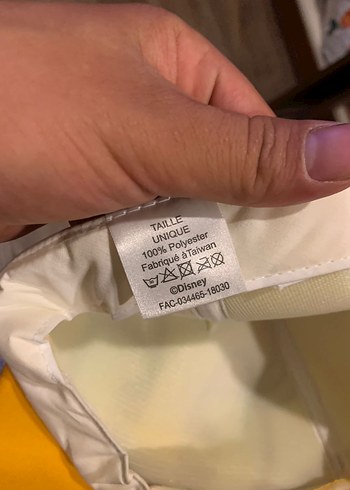 TAILLE
UNIQUE
100% Polyester
Fabriqué àTaiwan
©Disney
FAC-034465-18030